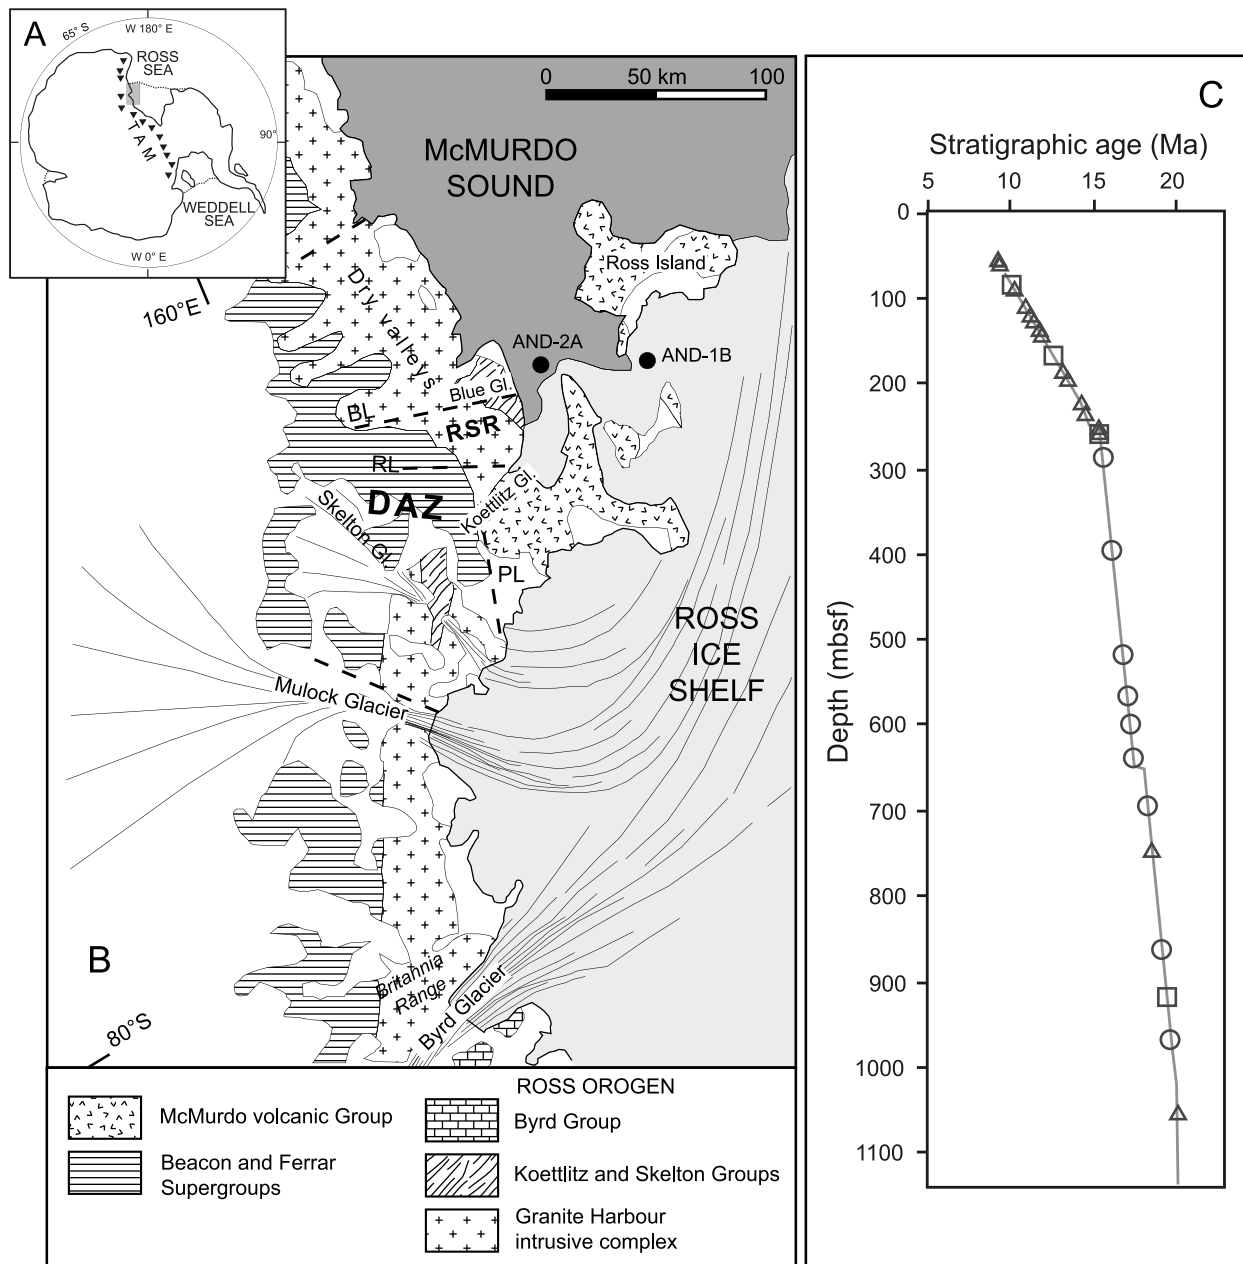 A
65° S
W 180° E
ROSS
SEA
90°
TAM
WEDDELL
SEA
W 0° E
0
50 km
100
McMURDO
SOUND
Ross Island
160°E
Dry valleys
AND-2A
AND-1B
Blue Gl.
BL
RSR
RL
DAZ
Koettlitz Gl.
Skelton Gl.
PL
ROSS
ICE
SHELF
Mulock Glacier
B
Britannia
Range
Byrd Glacier
80°S
ROSS OROGEN
McMurdo volcanic Group
Byrd Group
Beacon and Ferrar
Supergroups
Koettlitz and Skelton Groups
Granite Harbour
intrusive complex
C
Stratigraphic age (Ma)
5
10
15
20
Depth (mbsf)
0
100
200
300
400
500
600
700
800
900
1000
1100